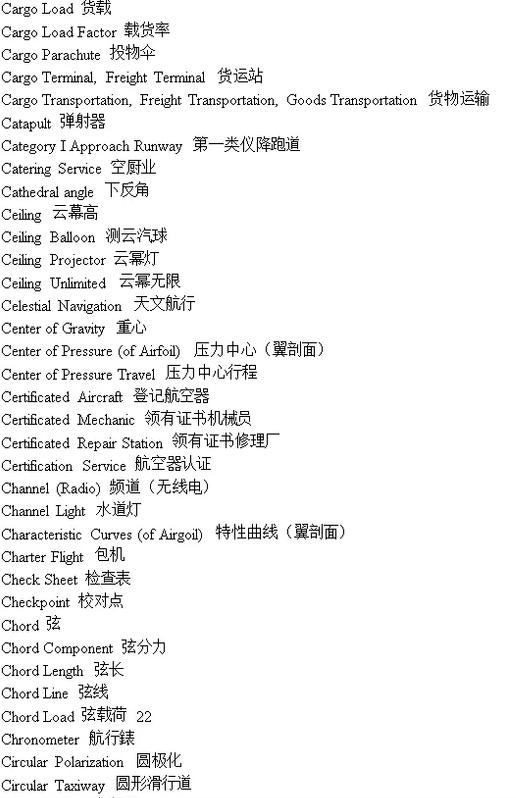 Cargo Load 货载
Cargo Load Factor 载货率
Cargo Parachute 投物伞
Cargo Terminal, Freight Terminal 货运站
Cargo Transportation, Freight Transportation, Goods Transportation 货物运输
Catapult 弹射器
Category I Approach Runway 第一类仪降跑道
Catering Service 空厨业
Cathedral angle 下反角
Ceiling 云幕高
Ceiling Balloon 测云汽球
Ceiling Projector 云幂灯
Ceiling Unlimited 云幂无限
Celestial Navigation 天文航行
Center of Gravity 重心
Center of Pressure (of Airfoil) 压力中心（翼剖面）
Center of Pressure Travel 压力中心行程
Certificated Aircraft 登记航空器
Certificated Mechanic 领有证书机械员
Certificated Repair Station 领有证书修理厂
Certification Service 航空器认证
Channel (Radio) 频道（无线电）
Channel Light 水道灯
Characteristic Curves (of Airgoil) 特性曲线（翼剖面）
Charter Flight 包机
Check Sheet 检查表
Checkpoint 校对点
Chord 弦
Chord Component 弦分力
Chord Length 弦长
Chord Line 弦线
Chord Load 弦载荷 22
Chronometer 航行錶
Circular Polarization 圆极化
Circular Taxiway 圆形滑行道